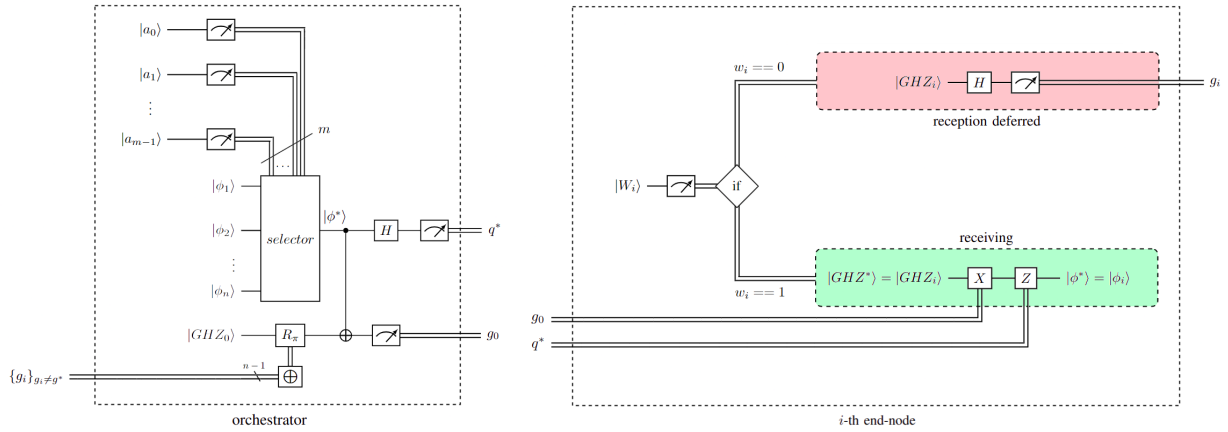 |a₀⟩
|a₁⟩
⋮
|aₘ₋₁⟩
m
...
|ϕ₁⟩
|ϕ₂⟩
⋮
|ϕₙ⟩
selector
|ϕ*⟩
H
q*
|GHZ₀⟩
R_π
g₀
n−1
{gᵢ}_{gᵢ≠g*}
orchestrator
wᵢ == 0
|GHZᵢ⟩
H
gᵢ
reception deferred
|Wᵢ⟩
if
receiving
|GHZ*⟩ = |GHZᵢ⟩
X
Z
|ϕ*⟩ = |ϕᵢ⟩
wᵢ == 1
g₀
q*
i-th end-node